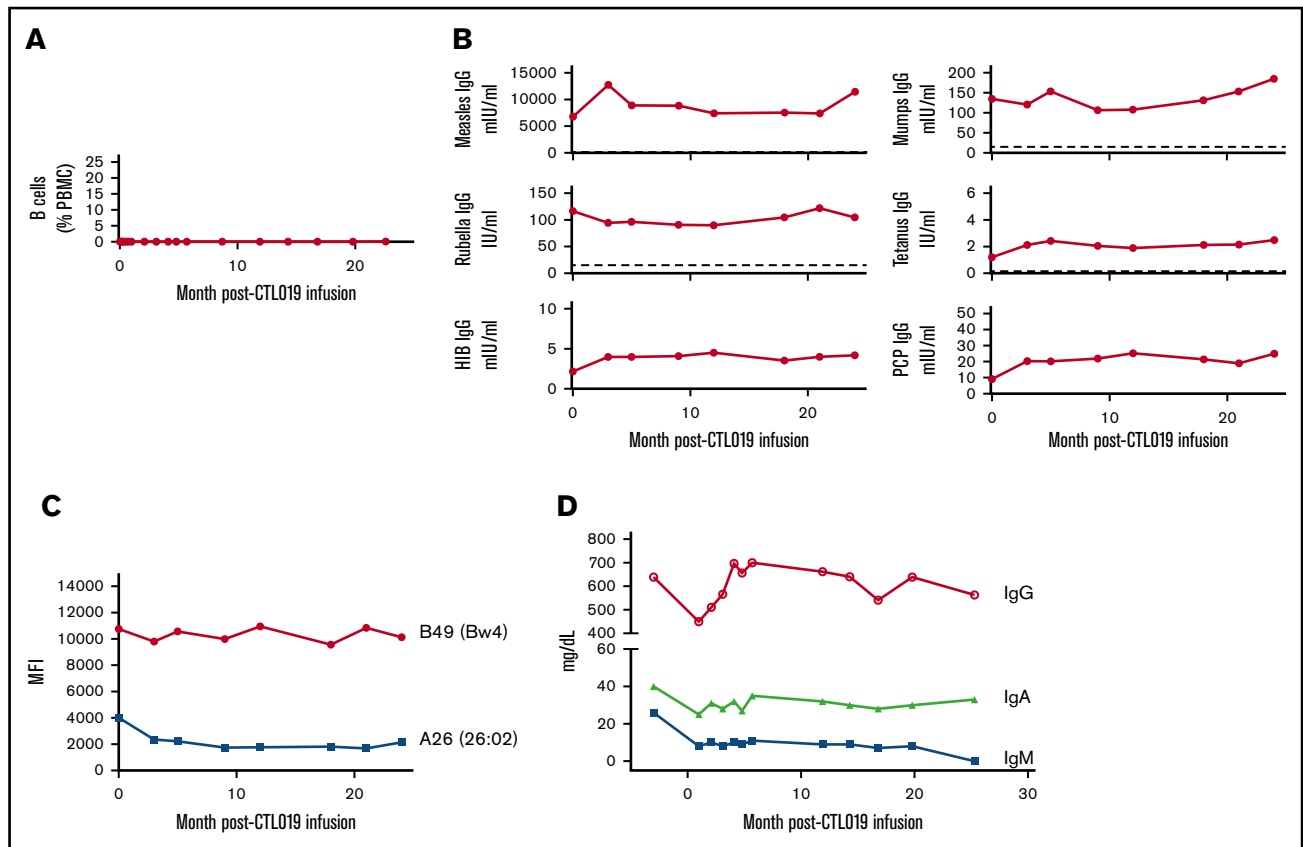 A
B cells
(% PBMC)
25
20
15
10
5
0
0 10 20
Month post-CTL019 infusion
B
Measles IgG
mIU/ml
15000
10000
5000
0
Mumps IgG
mIU/ml
200
150
100
50
0
Rubella IgG
IU/ml
150
100
50
0
Tetanus IgG
IU/ml
6
4
2
0
HIB IgG
mIU/ml
10
5
0
0 10 20
Month post-CTL019 infusion
PCP IgG
mIU/ml
50
40
30
20
10
0
0 10 20
Month post-CTL019 infusion
C
MFI
14000
12000
10000
8000
6000
4000
2000
0
B49 (Bw4)
A26 (26:02)
0 10 20
Month post-CTL019 infusion
D
mg/dL
800
700
600
500
400
60
40
20
0
IgG
IgA
IgM
0 10 20 30
Month post-CTL019 infusion